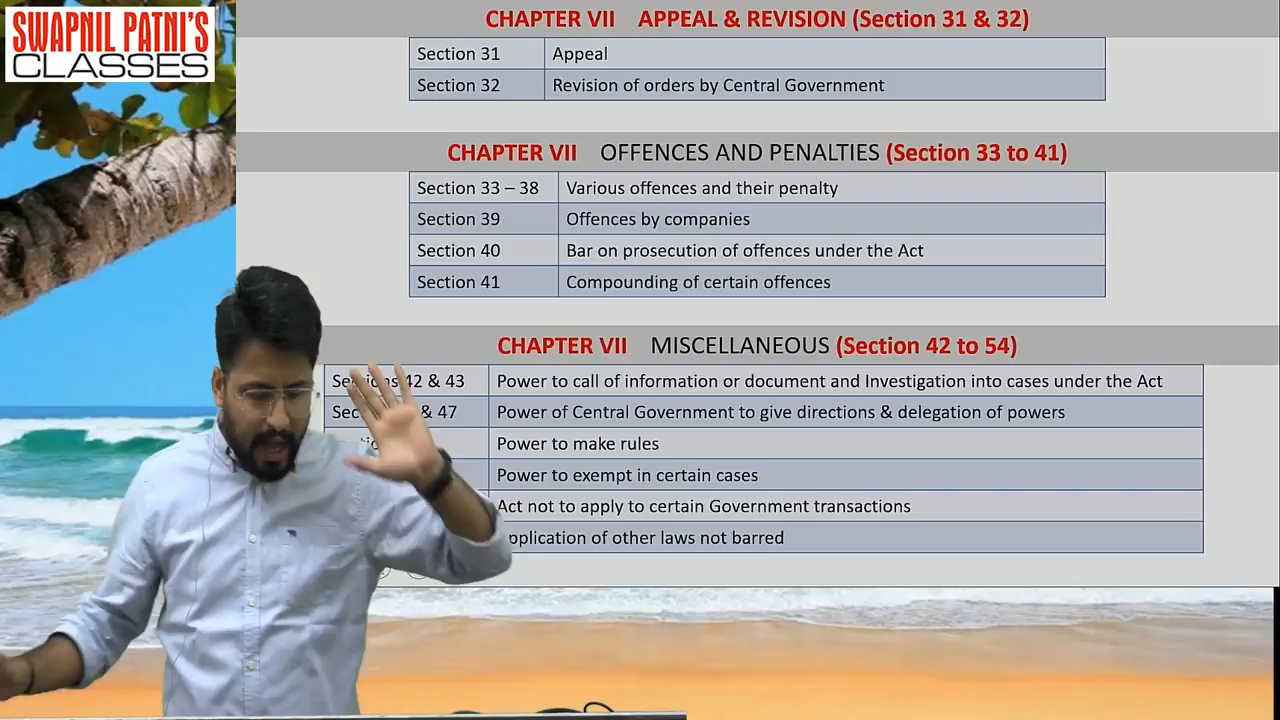 SWAPNIL PATNI'S
CLASSES
CHAPTER VII APPEAL & REVISION (Section 31 & 32)
Section 31 Appeal
Section 32 Revision of orders by Central Government
CHAPTER VII OFFENCES AND PENALTIES (Section 33 to 41)
Section 33 – 38 Various offences and their penalty
Section 39 Offences by companies
Section 40 Bar on prosecution of offences under the Act
Section 41 Compounding of certain offences
CHAPTER VII MISCELLANEOUS (Section 42 to 54)
42 & 43 Power to call of information or document and Investigation into cases under the Act
& 47 Power of Central Government to give directions & delegation of powers
Power to make rules
Power to exempt in certain cases
Act not to apply to certain Government transactions
of other laws not barred